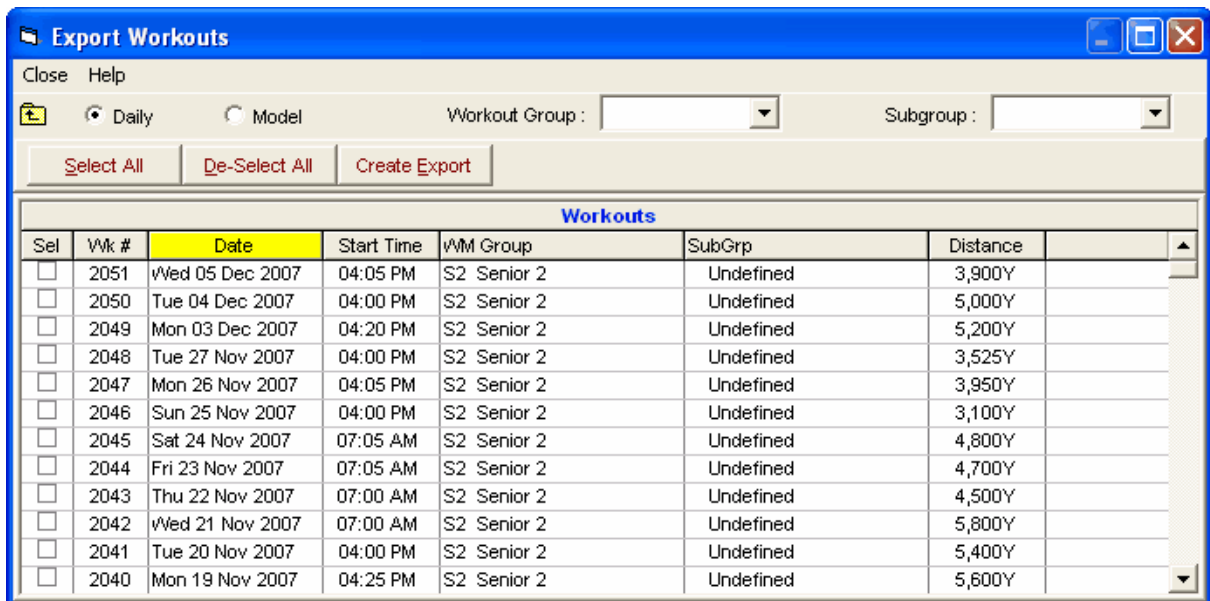 Export Workouts
Close Help
Daily Model Workout Group : Subgroup :
Select All De-Select All Create Export
Workouts
Sel Wk # Date Start Time WM Group SubGrp Distance
2051 Wed 05 Dec 2007 04:05 PM S2 Senior 2 Undefined 3,900Y
2050 Tue 04 Dec 2007 04:00 PM S2 Senior 2 Undefined 5,000Y
2049 Mon 03 Dec 2007 04:20 PM S2 Senior 2 Undefined 5,200Y
2048 Tue 27 Nov 2007 04:00 PM S2 Senior 2 Undefined 3,525Y
2047 Mon 26 Nov 2007 04:05 PM S2 Senior 2 Undefined 3,950Y
2046 Sun 25 Nov 2007 04:00 PM S2 Senior 2 Undefined 3,100Y
2045 Sat 24 Nov 2007 07:05 AM S2 Senior 2 Undefined 4,800Y
2044 Fri 23 Nov 2007 07:05 AM S2 Senior 2 Undefined 4,700Y
2043 Thu 22 Nov 2007 07:00 AM S2 Senior 2 Undefined 4,500Y
2042 Wed 21 Nov 2007 07:00 AM S2 Senior 2 Undefined 5,800Y
2041 Tue 20 Nov 2007 04:00 PM S2 Senior 2 Undefined 5,400Y
2040 Mon 19 Nov 2007 04:25 PM S2 Senior 2 Undefined 5,600Y